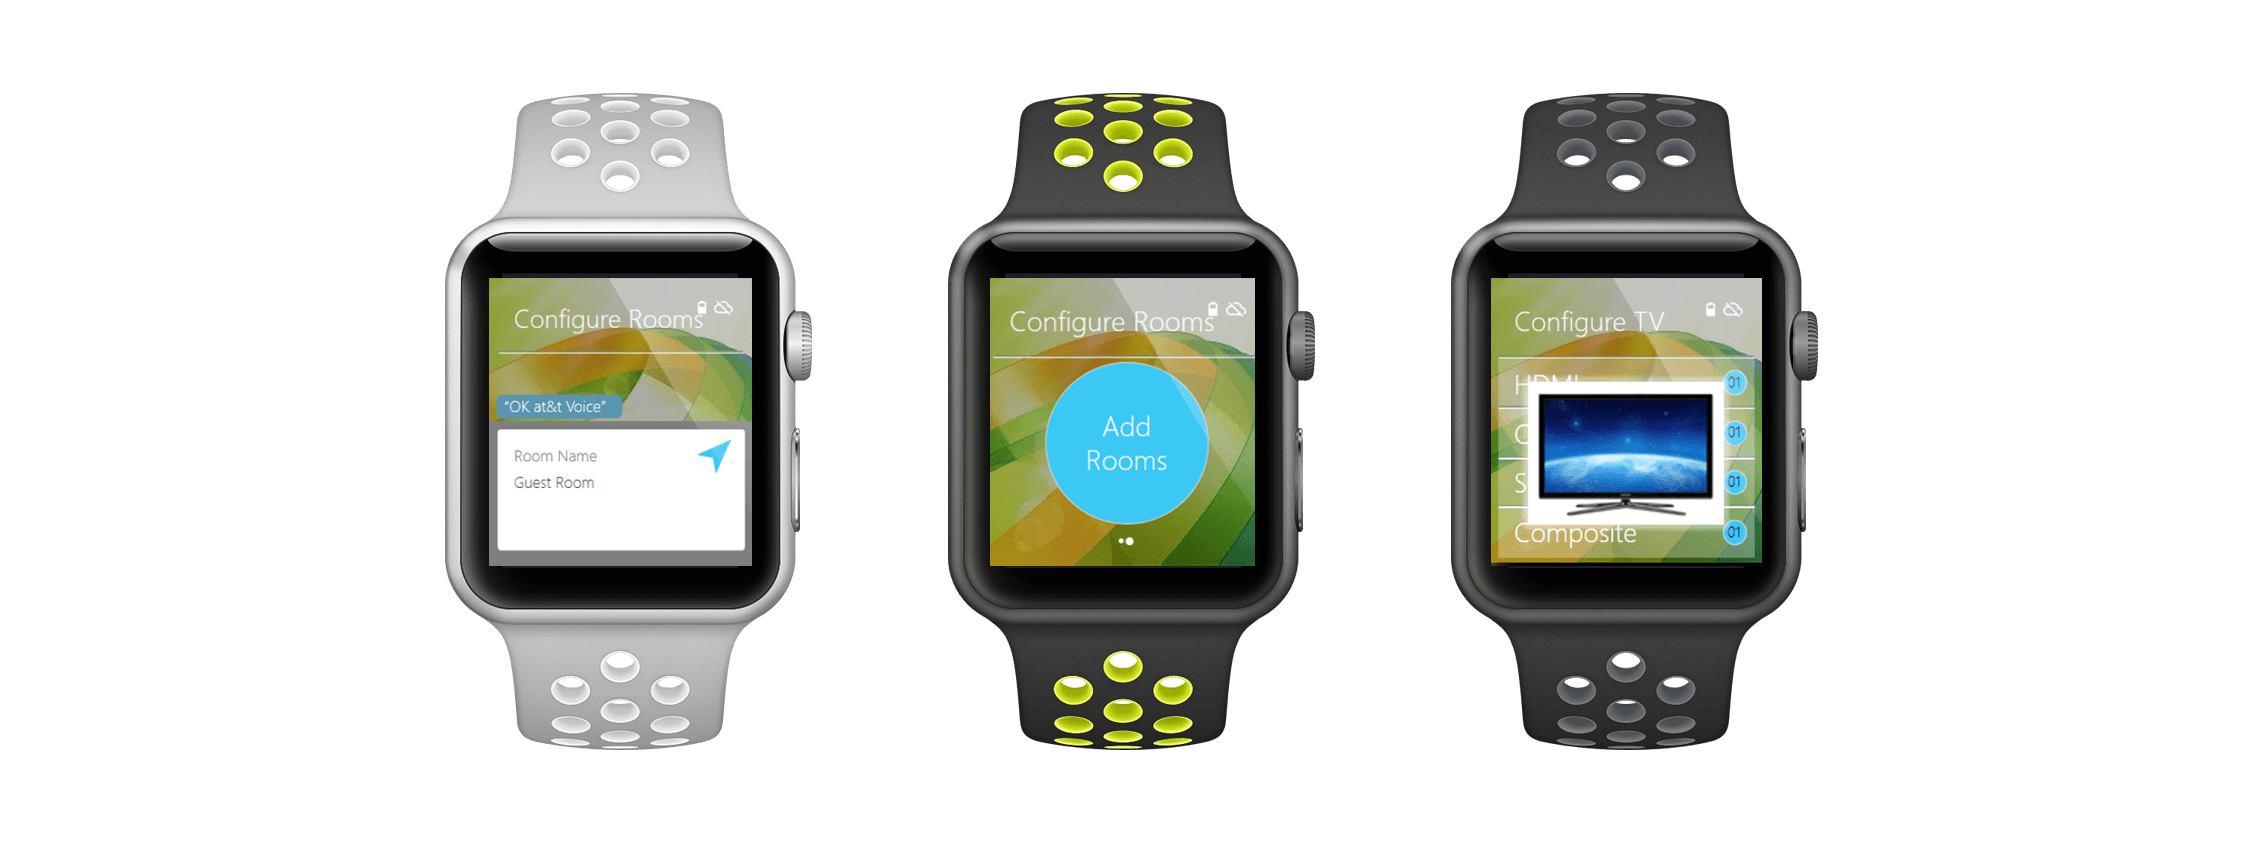 Configure Rooms
"OK at&t Voice"
Room Name
Guest Room
Configure Rooms
Add
Rooms
Configure TV
HDMI 01
01
01
Composite 01